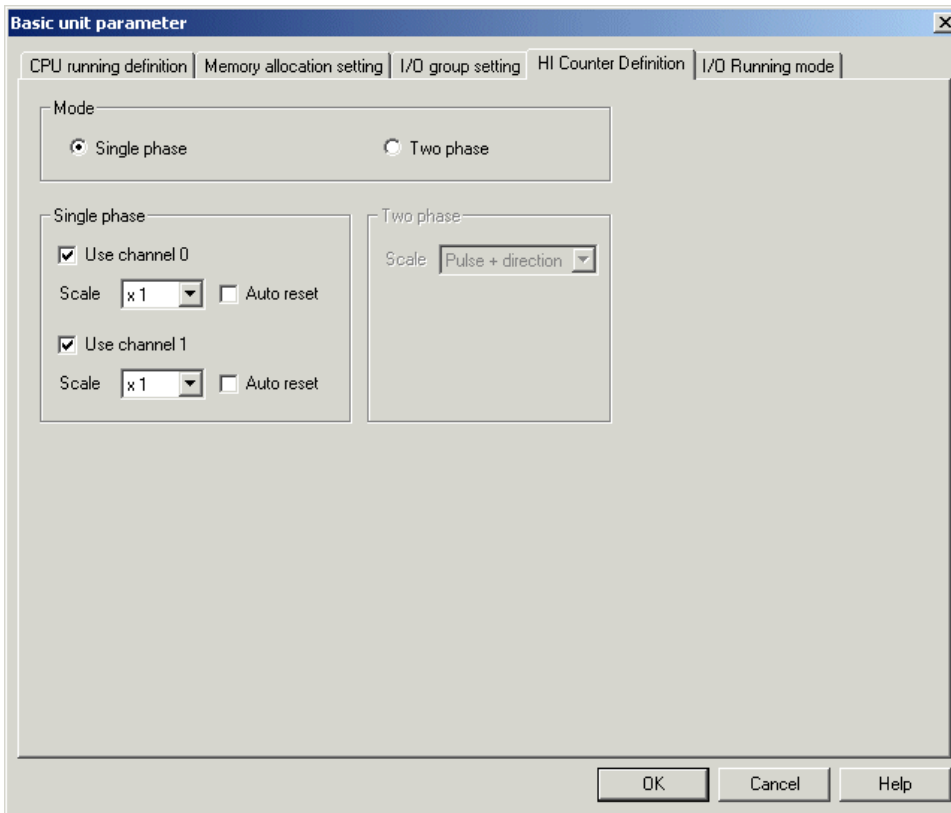 Basic unit parameter
CPU running definition Memory allocation setting I/O group setting HI Counter Definition I/O Running mode
Mode
Single phase Two phase
Single phase
Use channel 0
Scale x 1 Auto reset
Use channel 1
Scale x 1 Auto reset
Two phase
Scale Pulse + direction
OK Cancel Help